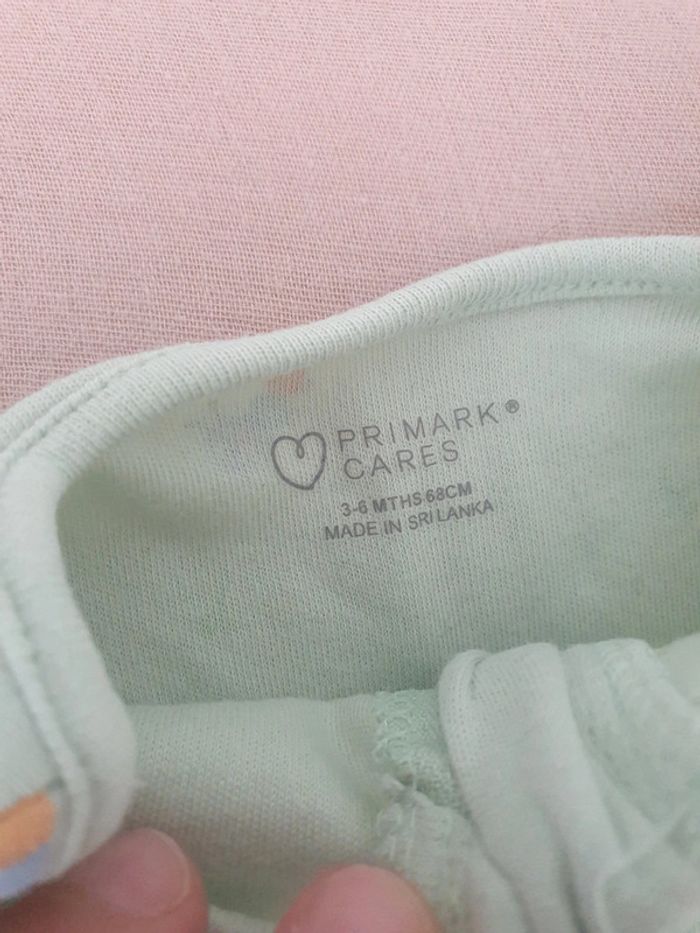 PRIMARK®
CARES
3-6 MTHS 68CM
MADE IN SRI LANKA